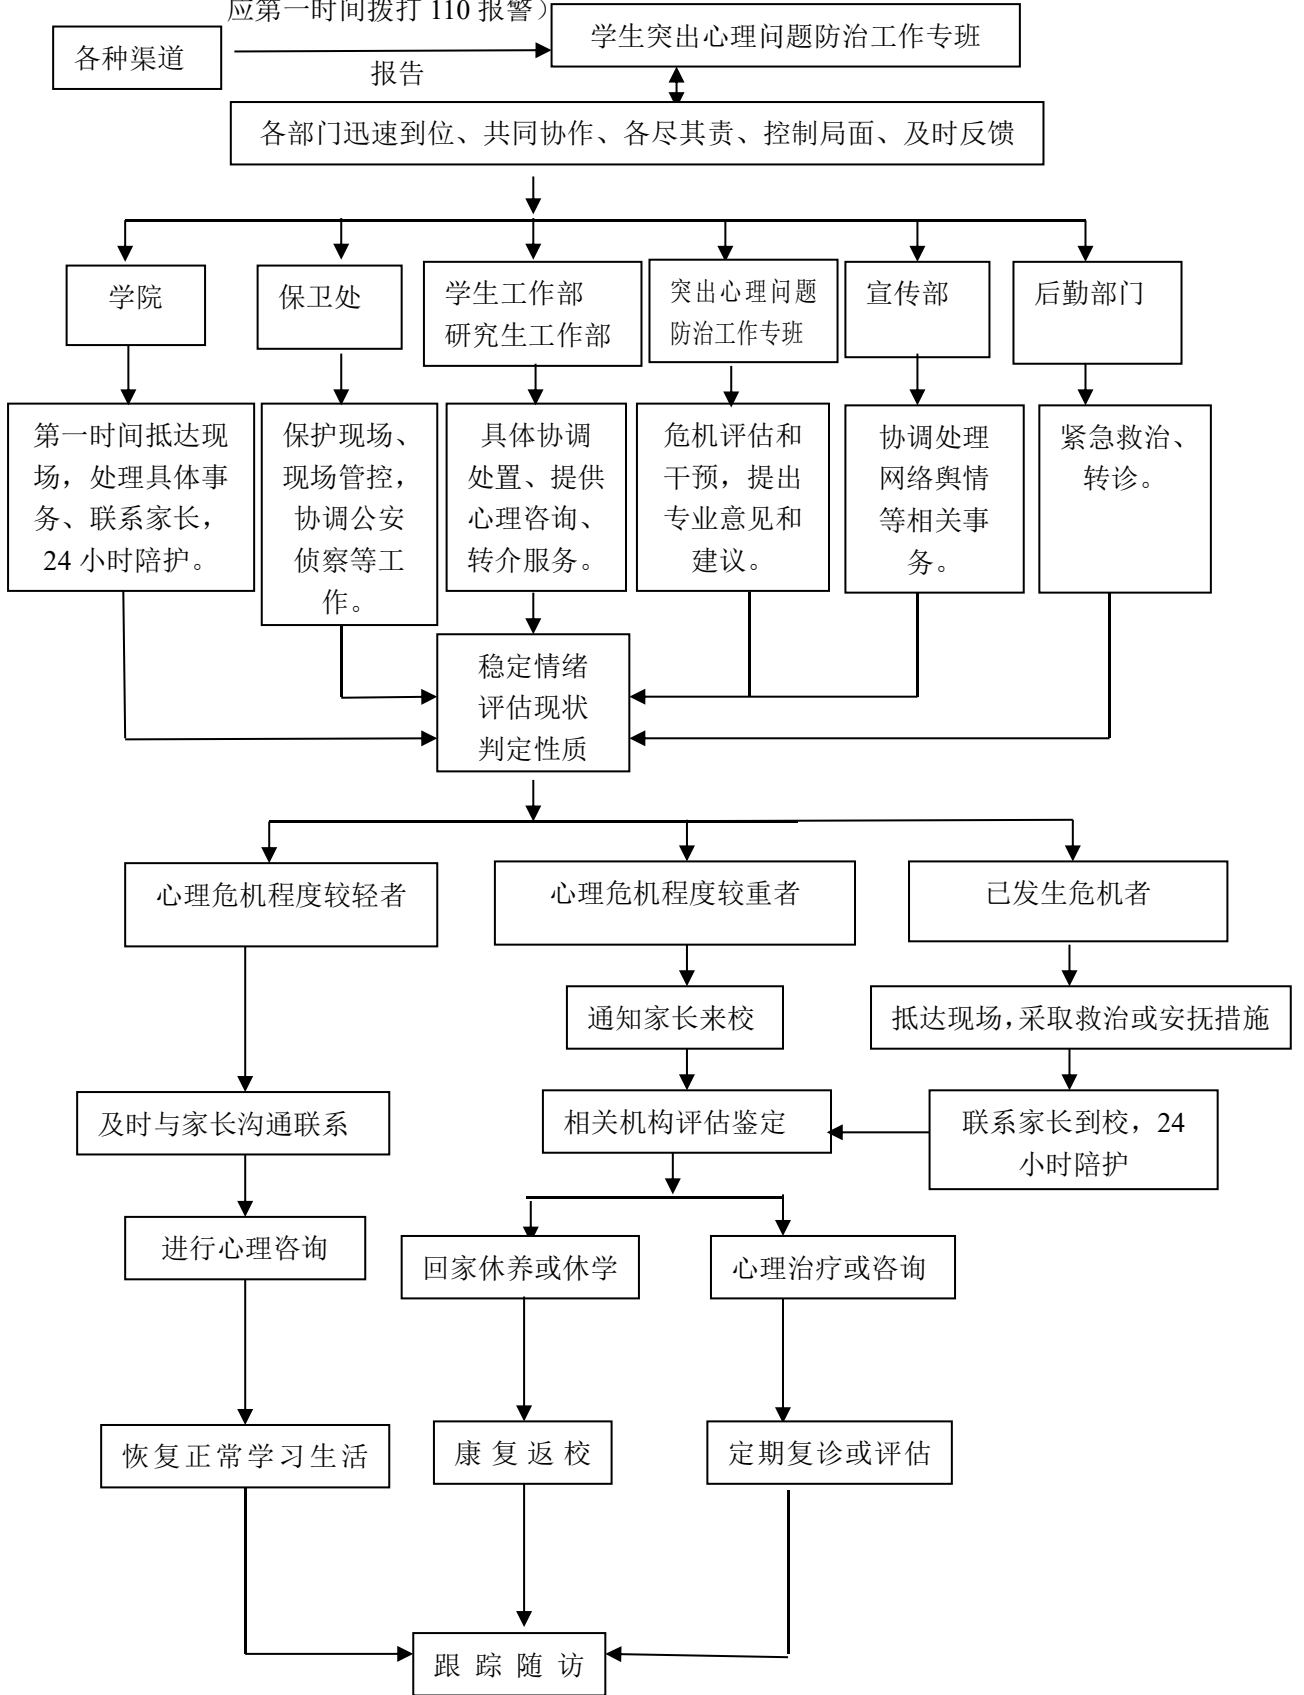 应第一时间拨打 110 报警）
各种渠道
报告
学生突出心理问题防治工作专班
各部门迅速到位、共同协作、各尽其责、控制局面、及时反馈
学院
保卫处
学生工作部
研究生工作部
突出心理问题
防治工作专班
宣传部
后勤部门
第一时间抵达现
场，处理具体事
务、联系家长，
24 小时陪护。
保护现场、
现场管控，
协调公安
侦察等工
作。
具体协调
处置、提供
心理咨询、
转介服务。
危机评估和
干预，提出
专业意见和
建议。
协调处理
网络舆情
等相关事
务。
紧急救治、
转诊。
稳定情绪
评估现状
判定性质
心理危机程度较轻者
心理危机程度较重者
已发生危机者
通知家长来校
抵达现场，采取救治或安抚措施
及时与家长沟通联系
相关机构评估鉴定
联系家长到校，24
小时陪护
进行心理咨询
回家休养或休学
心理治疗或咨询
恢复正常学习生活
康复返校
定期复诊或评估
跟踪随访